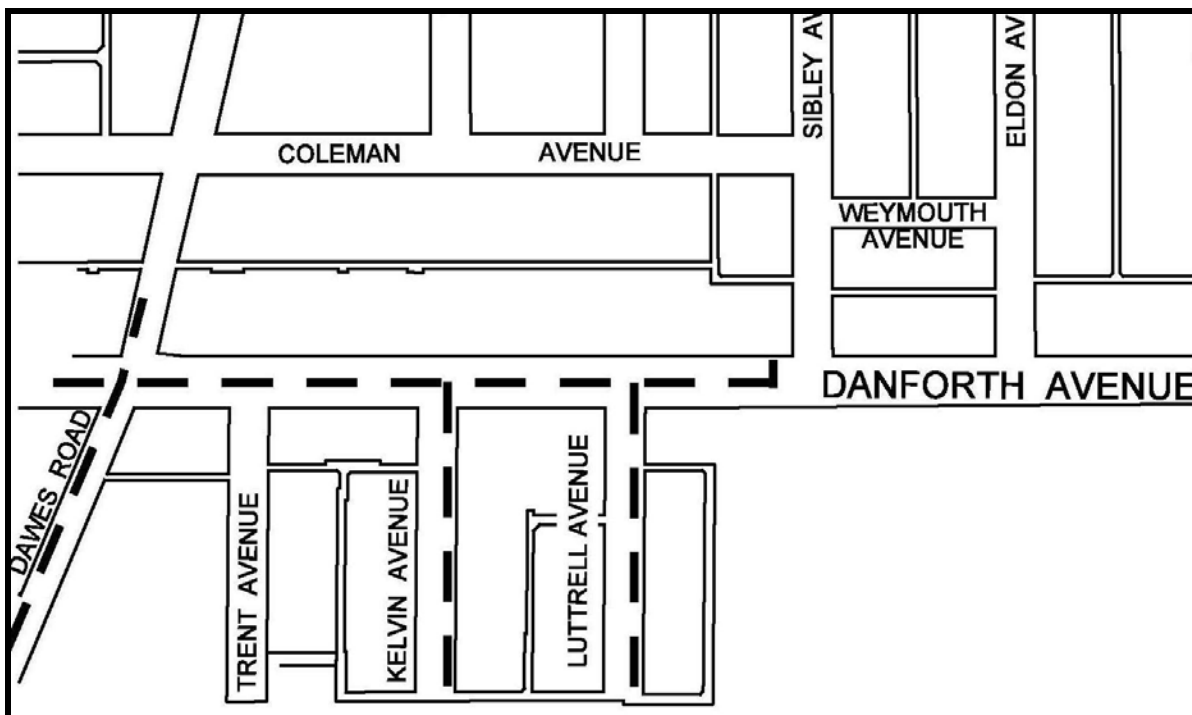 SIBLEY AV
ELDON AV
COLEMAN AVENUE
WEYMOUTH
AVENUE
DANFORTH AVENUE
DAWES ROAD
TRENT AVENUE
KELVIN AVENUE
LUTTRELL AVENUE